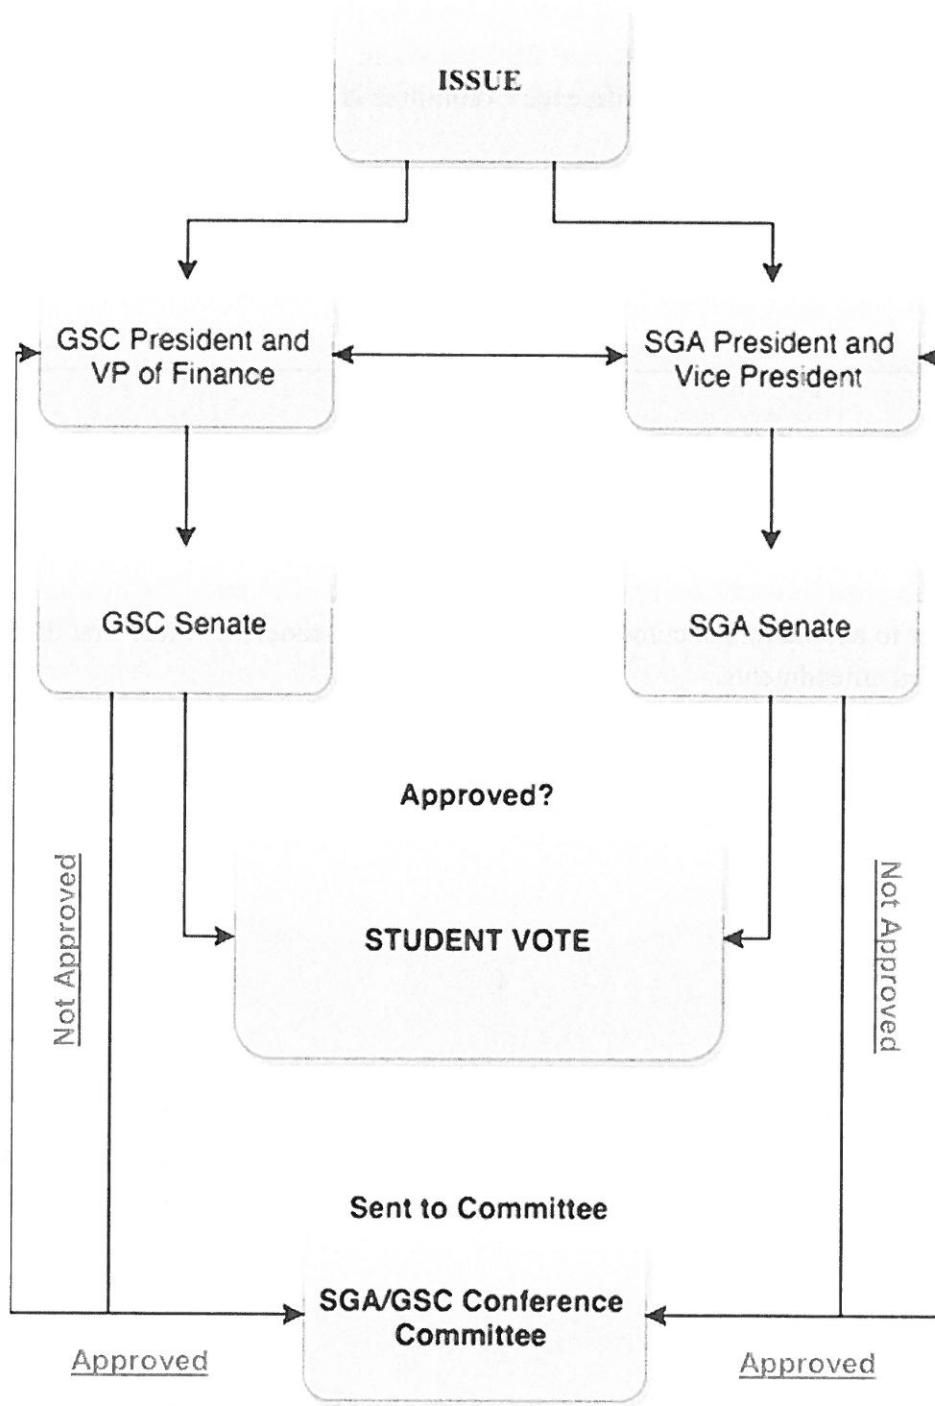 ISSUE
GSC President and
VP of Finance
SGA President and
Vice President
GSC Senate
SGA Senate
Approved?
Not Approved
STUDENT VOTE
Not Approved
Sent to Committee
SGA/GSC Conference
Committee
Approved
Approved